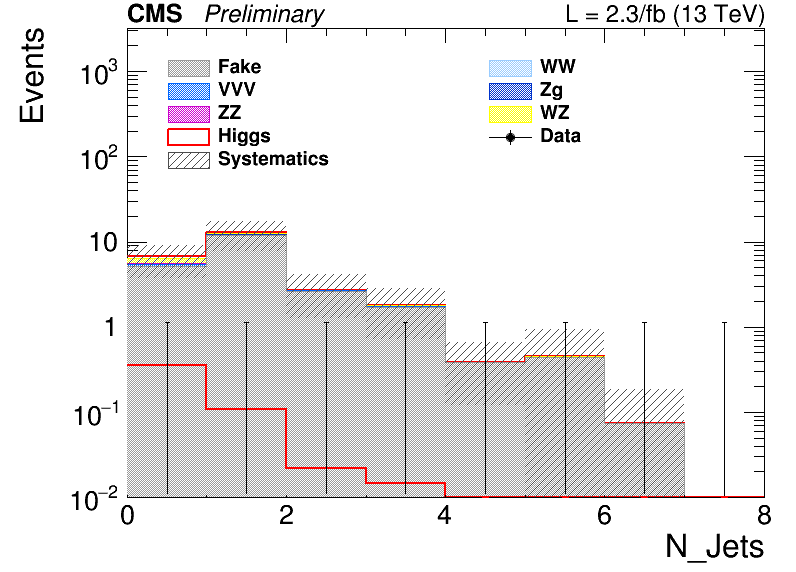 CMS Preliminary L = 2.3/fb (13 TeV)
Events
10³
10²
10
1
10⁻¹
10⁻²
Fake WW
VVV Zg
ZZ WZ
Higgs Data
Systematics
0 2 4 6 8
N_Jets